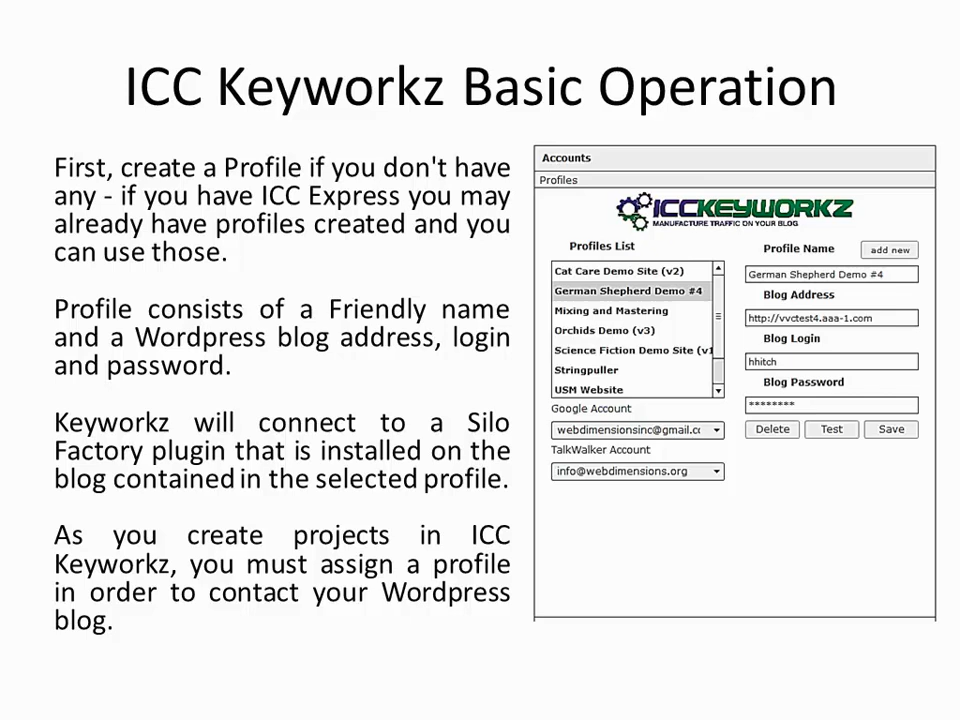 ICC Keyworkz Basic Operation
First, create a Profile if you don't have
any - if you have ICC Express you may
already have profiles created and you
can use those.
Profile consists of a Friendly name
and a Wordpress blog address, login
and password.
Keyworkz will connect to a Silo
Factory plugin that is installed on the
blog contained in the selected profile.
As you create projects in ICC
Keyworkz, you must assign a profile
in order to contact your Wordpress
blog.
Accounts
Profiles
ICCKEYWORKZ
MANUFACTURE TRAFFIC ON YOUR BLOG
Profiles List
Cat Care Demo Site (v2)
German Shepherd Demo #4
Mixing and Mastering
Orchids Demo (v3)
Science Fiction Demo Site (v1
Stringpuller
USM Website
Google Account
webdimensionsinc@gmail.cc
TalkWalker Account
info@webdimensions.org
Profile Name
add new
German Shepherd Demo #4
Blog Address
http://vvctest4.aaa-1.com
Blog Login
hhitch
Blog Password
********
Delete Test Save